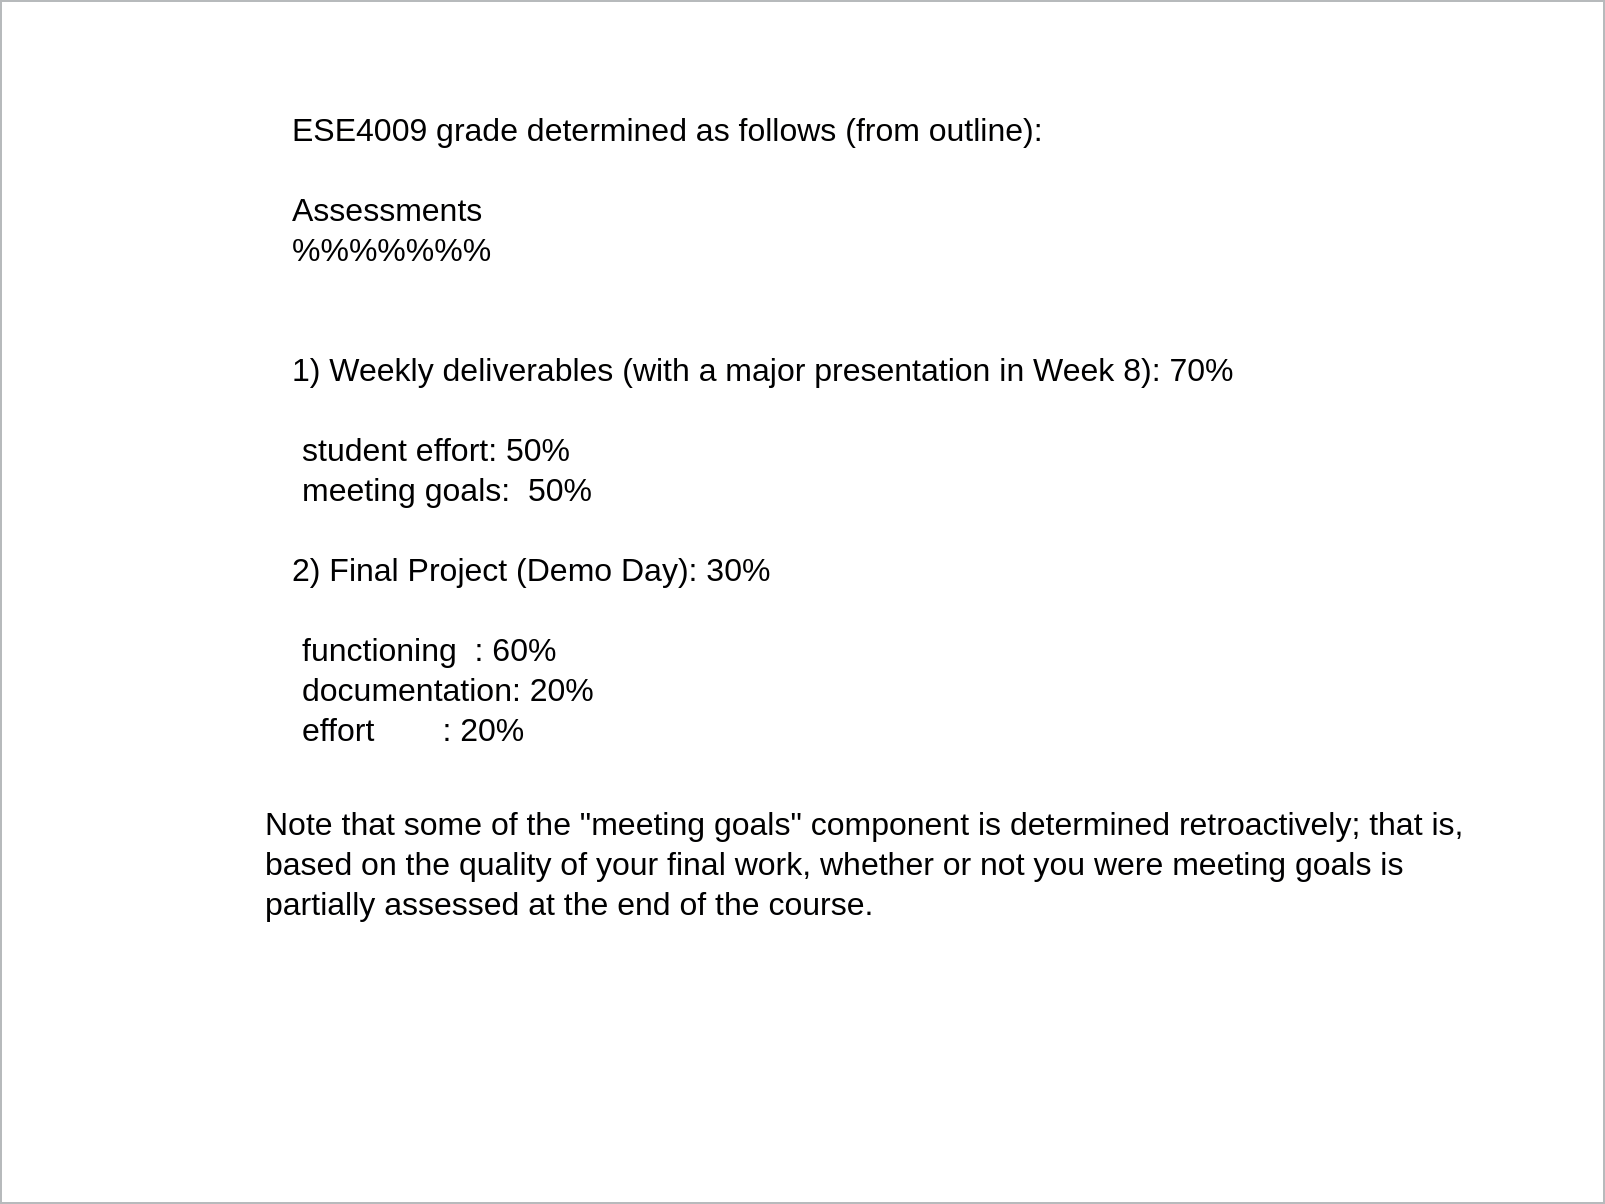 ESE4009 grade determined as follows (from outline):
Assessments
%%%%%%%
1) Weekly deliverables (with a major presentation in Week 8): 70%
student effort: 50%
meeting goals:  50%
2) Final Project (Demo Day): 30%
functioning  : 60%
documentation: 20%
effort        : 20%
Note that some of the "meeting goals" component is determined retroactively; that is,
based on the quality of your final work, whether or not you were meeting goals is
partially assessed at the end of the course.